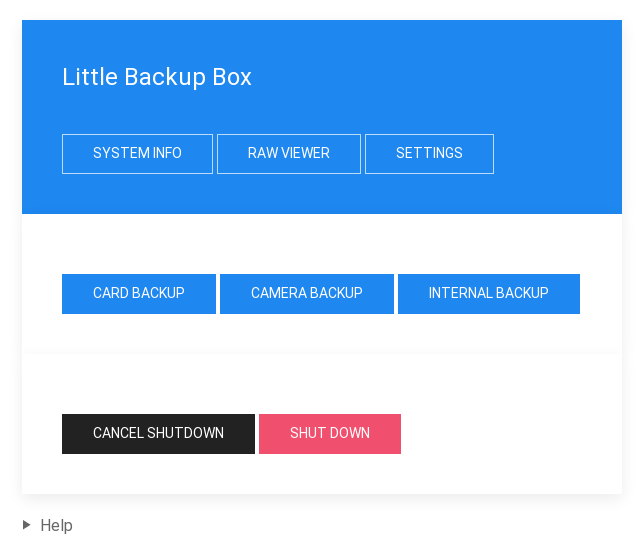 Little Backup Box
SYSTEM INFO RAW VIEWER SETTINGS
CARD BACKUP CAMERA BACKUP INTERNAL BACKUP
CANCEL SHUTDOWN SHUT DOWN
Help